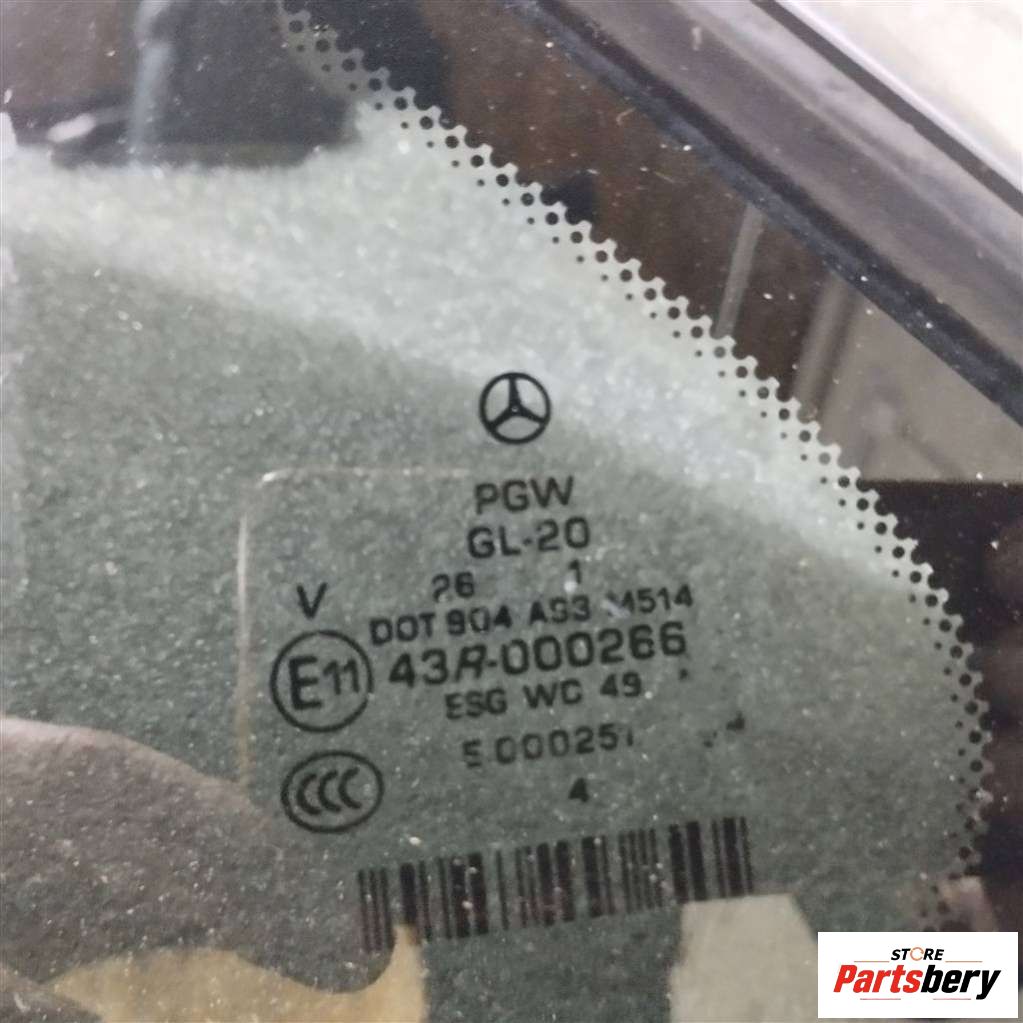 PGW
GL-20
26 1
V
DOT 904 AS3 M514
E11 43R-000266
ESG WC 49
E 000251
CCC
4
STORE
Partsbery